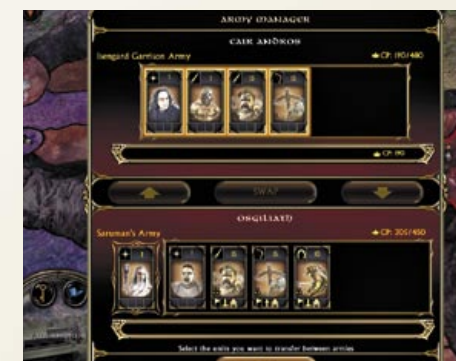 ARMY MANAGER
CAIR ANDROS
Isengard Garrison Army
CP: 190/480
CP: 190
SWAP
OSGILIATH
Saruman's Army
CP: 205/450
Select the units you want to transfer between armies